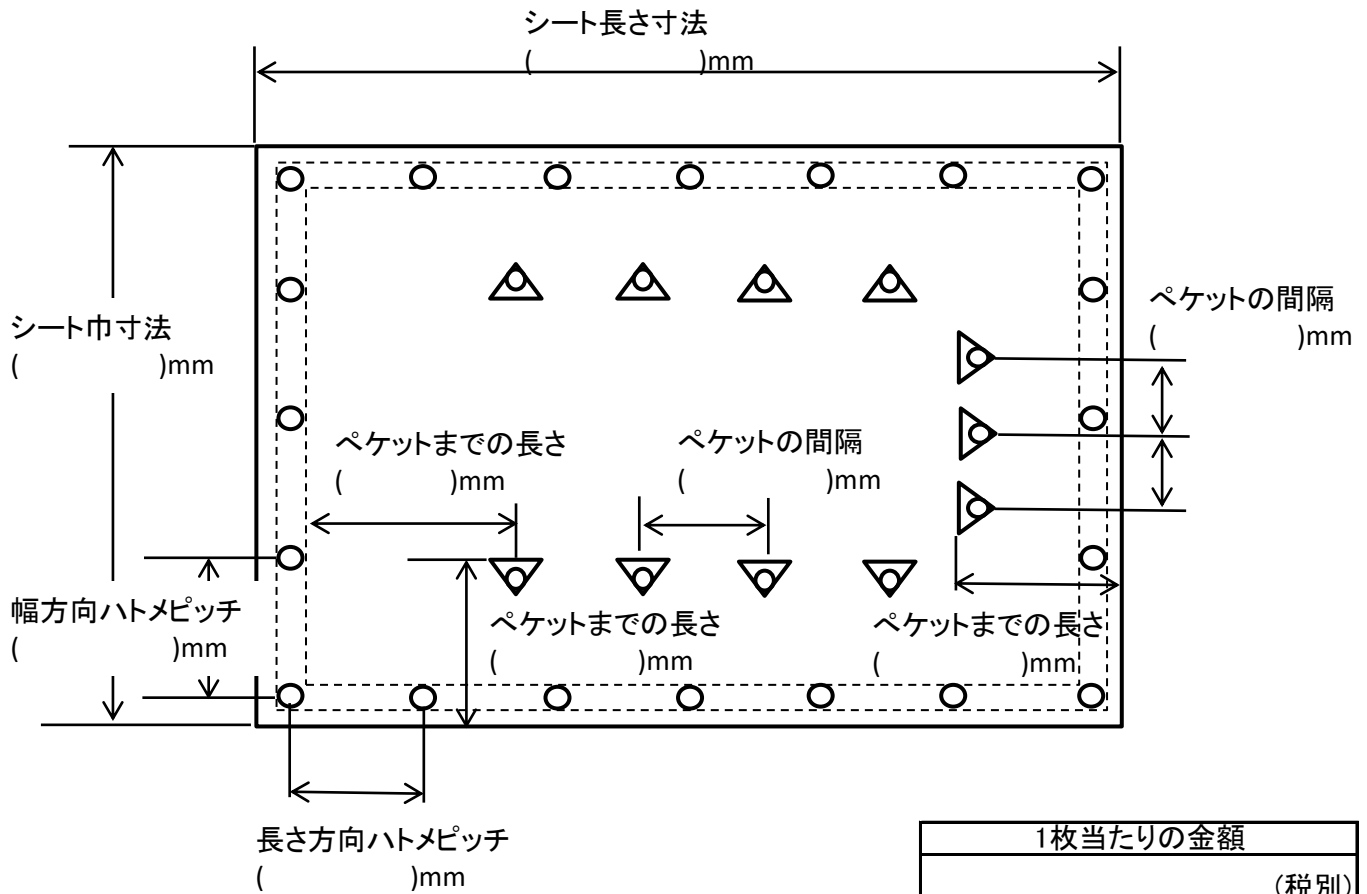 シート長さ寸法
(　　　　　)mm
ペケットの間隔
(　　　　　)mm
シート巾寸法
(　　　　　)mm
ペケットまでの長さ
(　　　　　)mm
ペケットの間隔
(　　　　　)mm
幅方向ハトメピッチ
(　　　　　)mm
ペケットまでの長さ
(　　　　　)mm
ペケットまでの長さ
(　　　　　)mm
長さ方向ハトメピッチ
(　　　　　)mm
1枚当たりの金額
(税別)